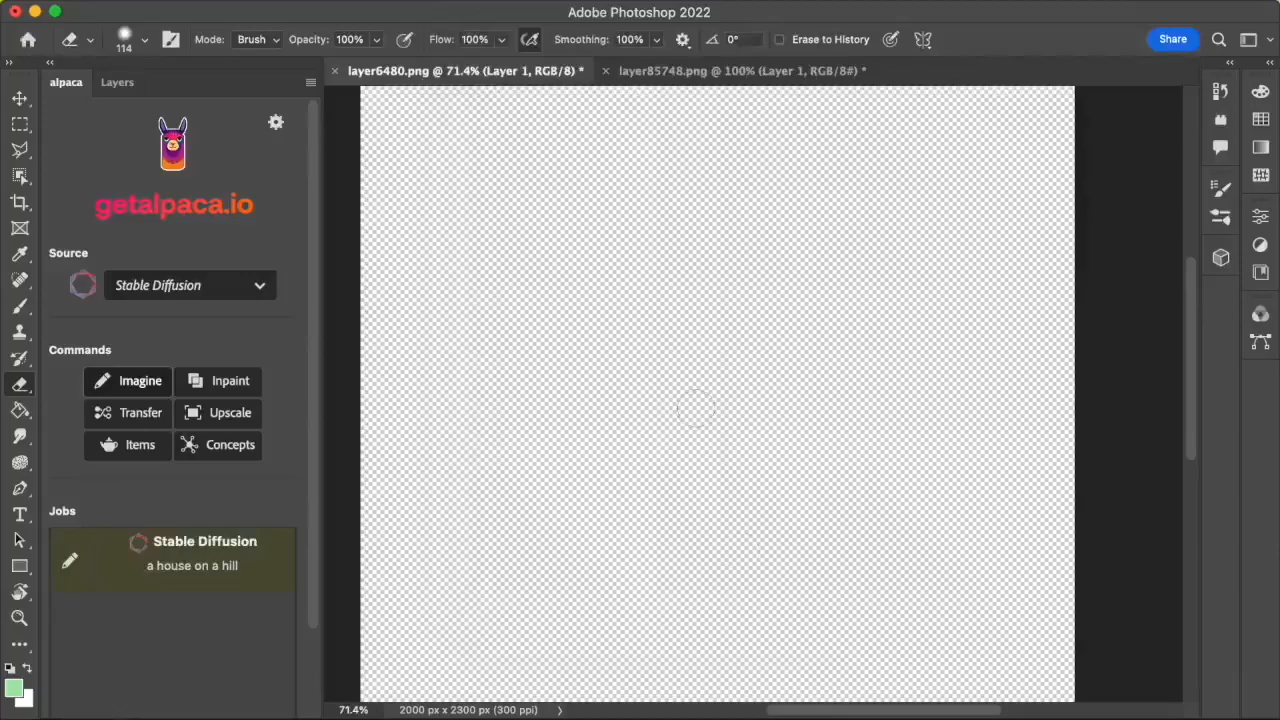 Adobe Photoshop 2022
114
Mode: Brush Opacity: 100% Flow: 100% Smoothing: 100% 0° Erase to History Share
alpaca Layers
layer6480.png @ 71.4% (Layer 1, RGB/8) * layer85748.png @ 100% (Layer 1, RGB/8#) *
getalpaca.io
Source
Stable Diffusion
Commands
Imagine Inpaint
Transfer Upscale
Items Concepts
Jobs
Stable Diffusion
a house on a hill
71.4% 2000 px x 2300 px (300 ppi)